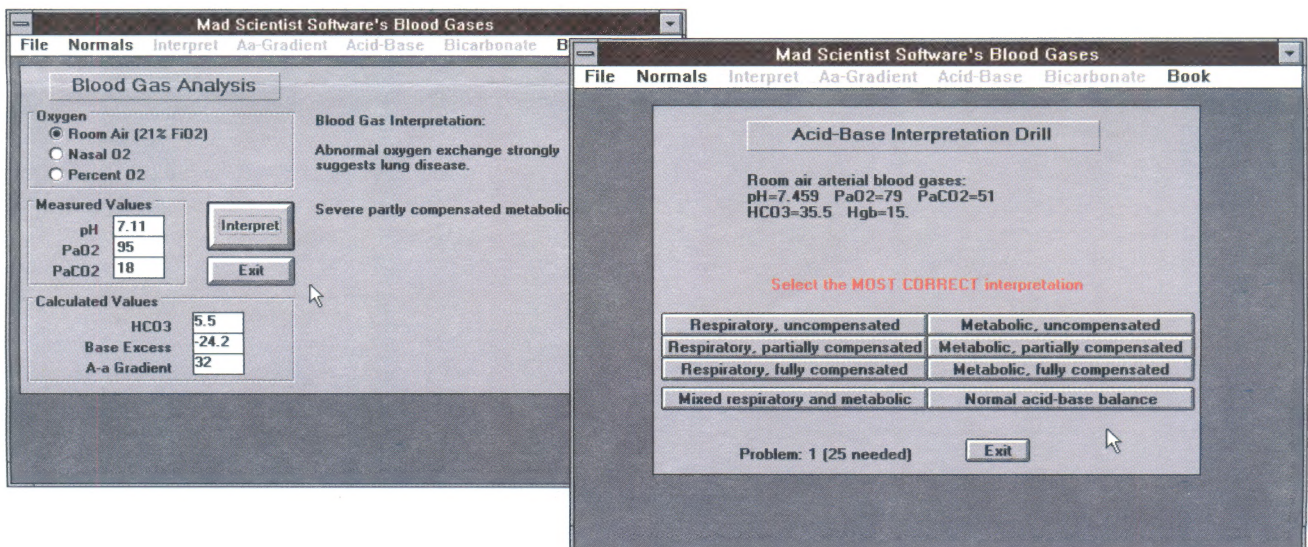 Mad Scientist Software's Blood Gases
File Normals Interpret Aa-Gradient Acid-Base Bicarbonate B
Blood Gas Analysis
Oxygen
Room Air (21% FiO2)
Nasal O2
Percent O2
Measured Values
pH 7.11
PaO2 95
PaCO2 18
Interpret
Exit
Calculated Values
HCO3 5.5
Base Excess -24.2
A-a Gradient 32
Blood Gas Interpretation:
Abnormal oxygen exchange strongly
suggests lung disease.
Severe partly compensated metabolic
Mad Scientist Software's Blood Gases
File Normals Interpret Aa-Gradient Acid-Base Bicarbonate Book
Acid-Base Interpretation Drill
Room air arterial blood gases:
pH=7.459 PaO2=79 PaCO2=51
HCO3=35.5 Hgb=15.
Select the MOST CORRECT interpretation
Respiratory, uncompensated Metabolic, uncompensated
Respiratory, partially compensated Metabolic, partially compensated
Respiratory, fully compensated Metabolic, fully compensated
Mixed respiratory and metabolic Normal acid-base balance
Problem: 1 (25 needed) Exit